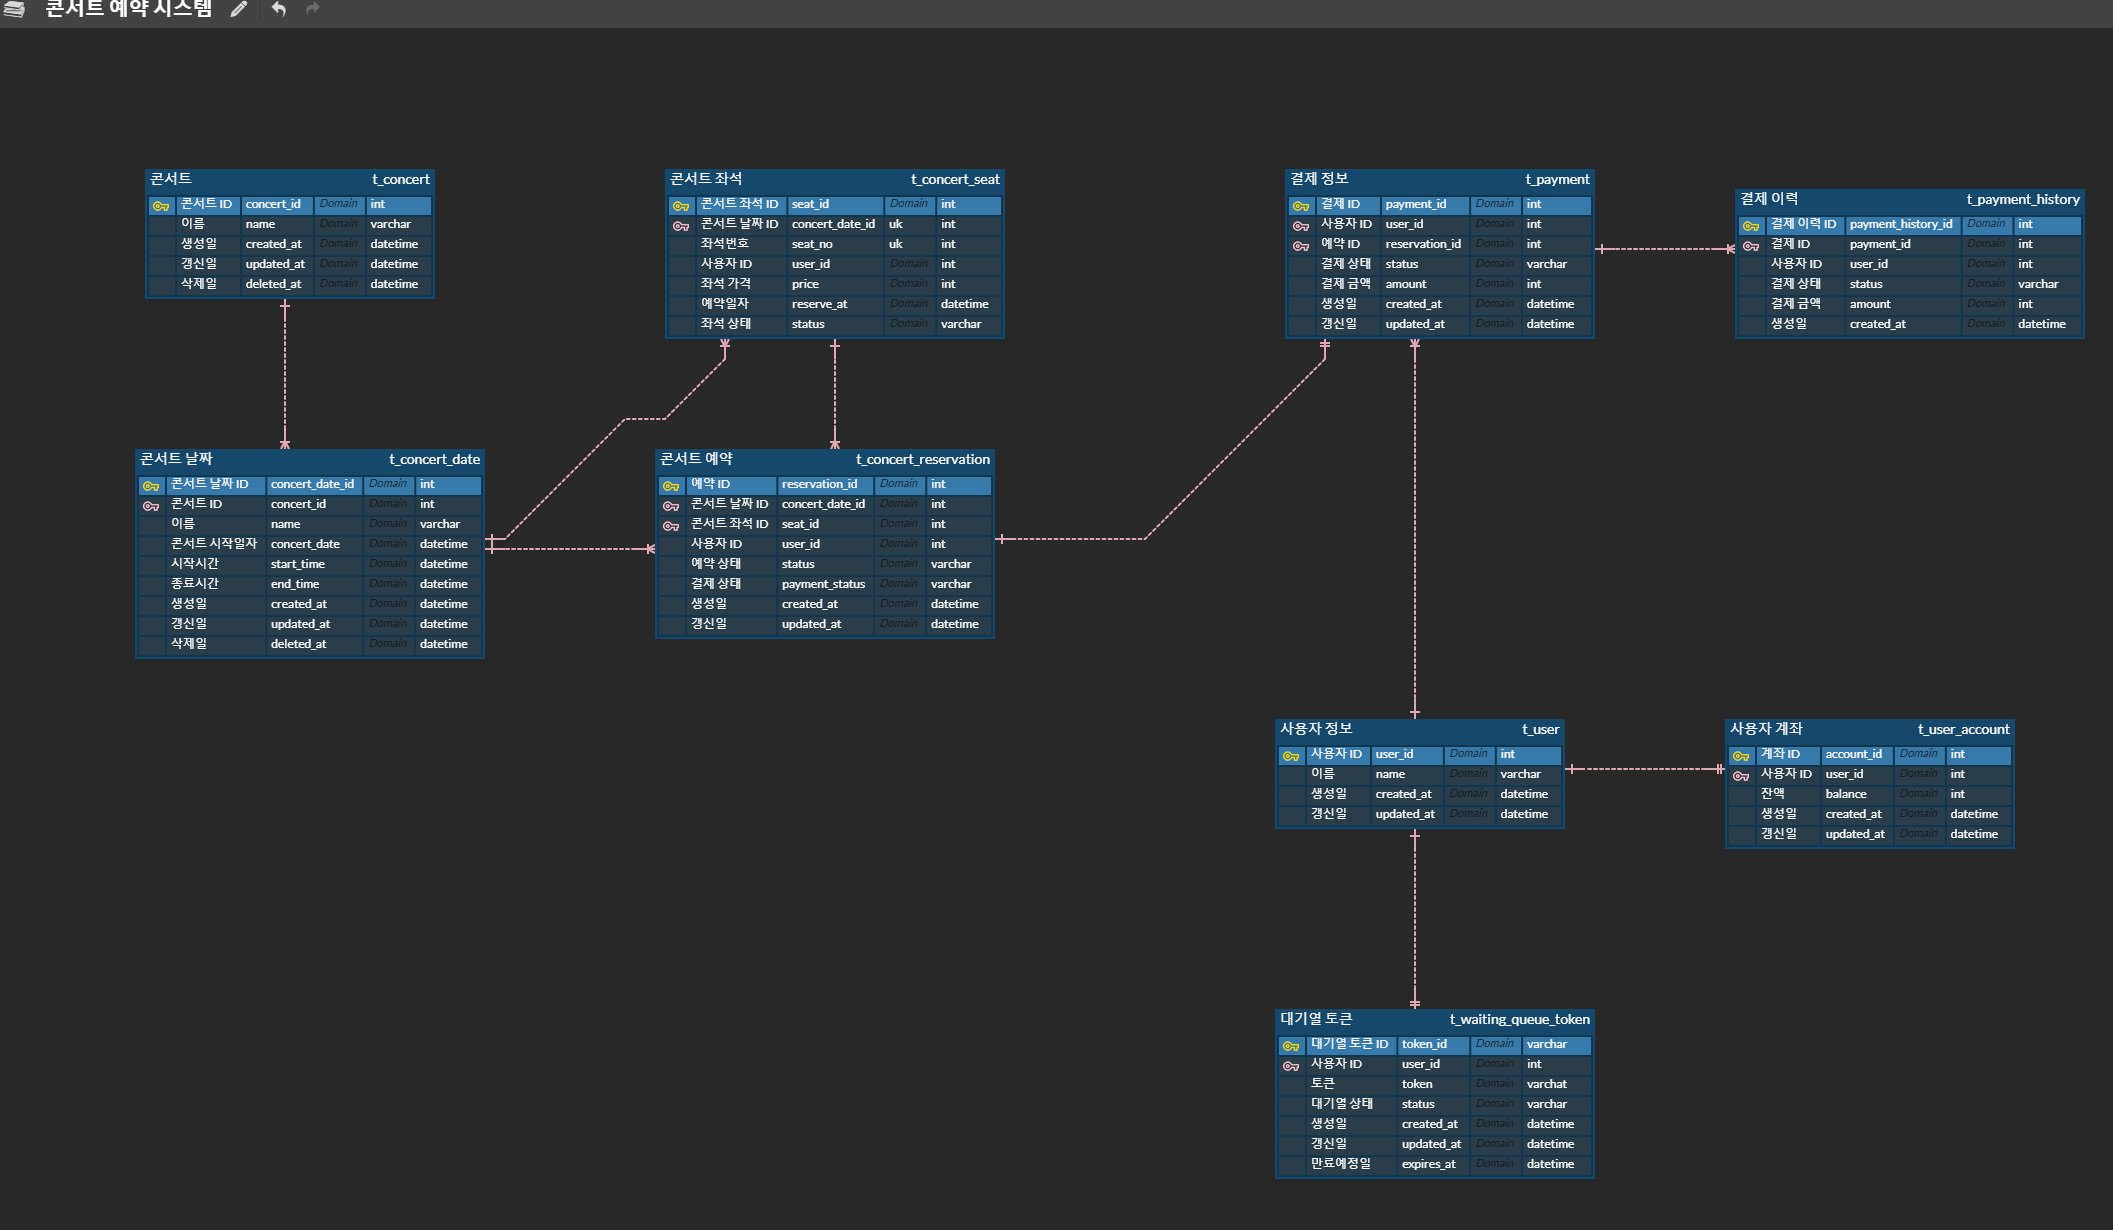 콘서트 예약 시스템
콘서트 t_concert
콘서트 ID concert_id Domain int
이름 name varchar
생성일 created_at Domain datetime
갱신일 updated_at Domain datetime
삭제일 deleted_at Domain datetime
콘서트 좌석 t_concert_seat
콘서트 좌석 ID seat_id Domain int
콘서트 날짜 ID concert_date_id uk int
좌석번호 seat_no uk int
사용자 ID user_id Domain int
좌석 가격 price Domain int
예약일자 reserve_at Domain datetime
좌석 상태 status Domain varchar
결제 정보 t_payment
결제 ID payment_id Domain int
사용자 ID user_id Domain int
예약 ID reservation_id Domain int
결제 상태 status Domain varchar
결제 금액 amount Domain int
생성일 created_at Domain datetime
갱신일 updated_at Domain datetime
결제 이력 t_payment_history
결제 이력 ID payment_history_id Domain int
결제 ID payment_id Domain int
사용자 ID user_id Domain int
결제 상태 status Domain varchar
결제 금액 amount Domain int
생성일 created_at Domain datetime
콘서트 날짜 t_concert_date
콘서트 날짜 ID concert_date_id Domain int
콘서트 ID concert_id Domain int
이름 name Domain varchar
콘서트 시작일자 concert_date Domain datetime
시작시간 start_time Domain datetime
종료시간 end_time Domain datetime
생성일 created_at Domain datetime
갱신일 updated_at Domain datetime
삭제일 deleted_at Domain datetime
콘서트 예약 t_concert_reservation
예약 ID reservation_id Domain int
콘서트 날짜 ID concert_date_id Domain int
콘서트 좌석 ID seat_id Domain int
사용자 ID user_id Domain int
예약 상태 status Domain varchar
결제 상태 payment_status Domain varchar
생성일 created_at Domain datetime
갱신일 updated_at Domain datetime
사용자 정보 t_user
사용자 ID user_id Domain int
이름 name Domain varchar
생성일 created_at Domain datetime
갱신일 updated_at Domain datetime
사용자 계좌 t_user_account
계좌 ID account_id Domain int
사용자 ID user_id Domain int
잔액 balance Domain int
생성일 created_at Domain datetime
갱신일 updated_at Domain datetime
대기열 토큰 t_waiting_queue_token
대기열 토큰 ID token_id Domain varchar
사용자 ID user_id Domain int
토큰 token Domain varchat
대기열 상태 status Domain varchar
생성일 created_at Domain datetime
갱신일 updated_at Domain datetime
만료예정일 expires_at Domain datetime